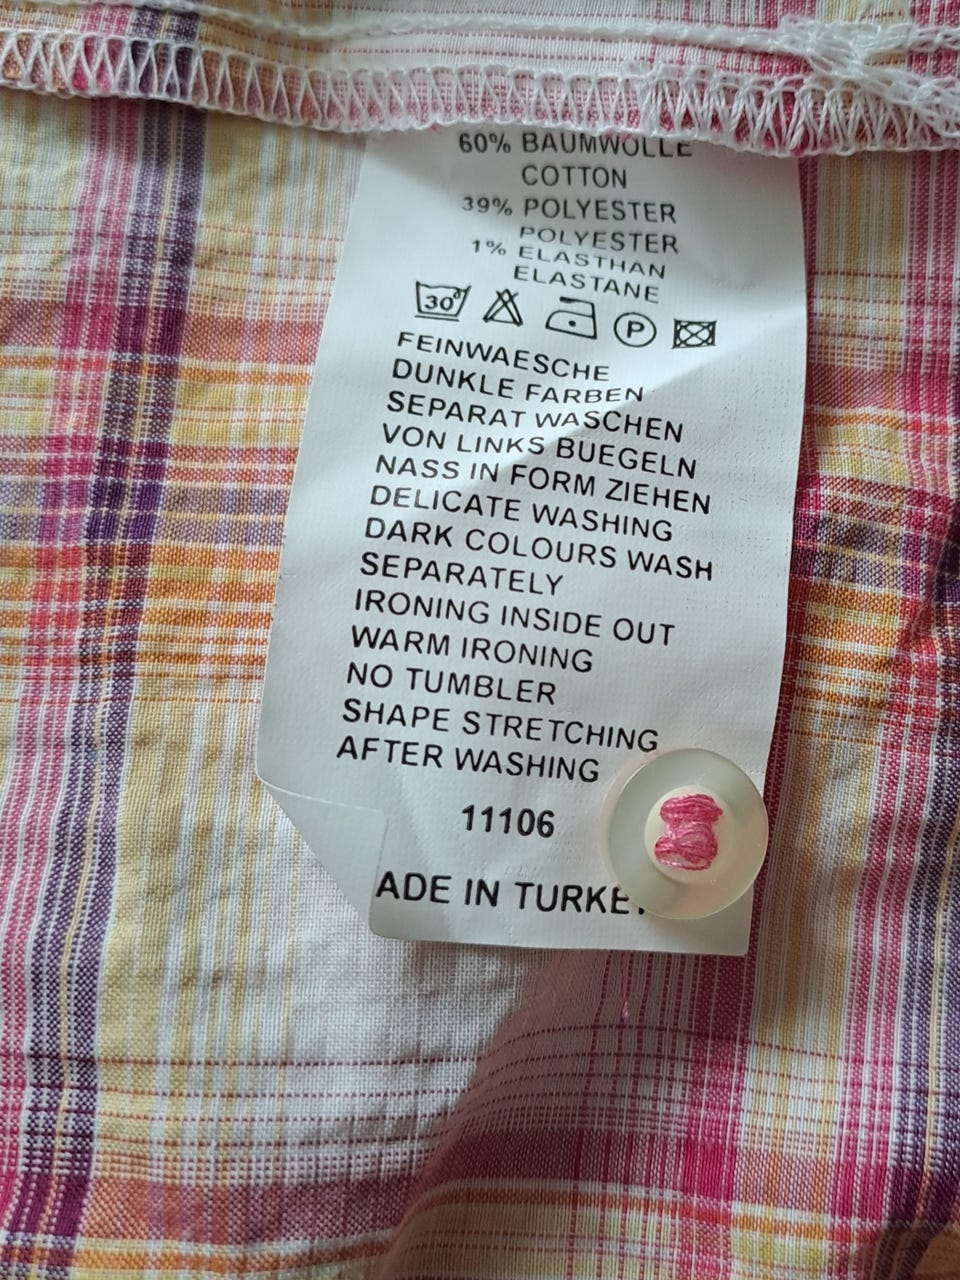 60% BAUMWOLLE
COTTON
39% POLYESTER
POLYESTER
1% ELASTHAN
ELASTANE
30° P
FEINWAESCHE
DUNKLE FARBEN
SEPARAT WASCHEN
VON LINKS BUEGELN
NASS IN FORM ZIEHEN
DELICATE WASHING
DARK COLOURS WASH
SEPARATELY
IRONING INSIDE OUT
WARM IRONING
NO TUMBLER
SHAPE STRETCHING
AFTER WASHING
11106
ADE IN TURKE